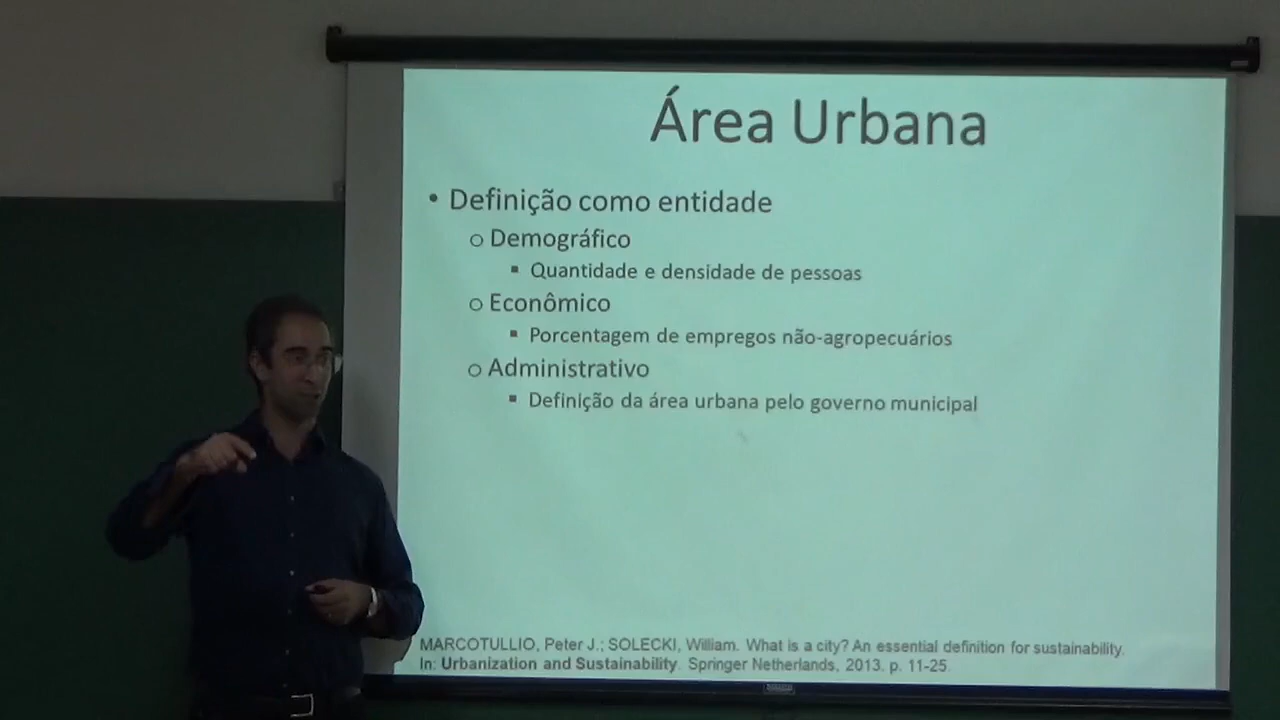 Área Urbana
• Definição como entidade
o Demográfico
▪ Quantidade e densidade de pessoas
o Econômico
▪ Porcentagem de empregos não-agropecuários
o Administrativo
▪ Definição da área urbana pelo governo municipal
MARCOTULLIO, Peter J.; SOLECKI, William. What is a city? An essential definition for sustainability.
In: Urbanization and Sustainability. Springer Netherlands, 2013. p. 11-25.